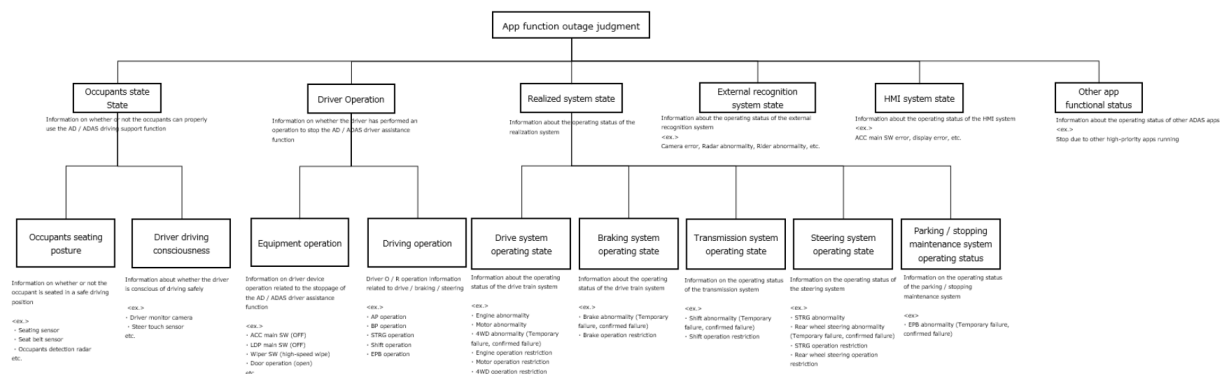 App function outage judgment
Occupants state
State
Information on whether or not the occupants can properly
use the AD / ADAS driving support function
Driver Operation
Information on whether the driver has performed an
operation to stop the AD / ADAS driver assistance
function
Realized system state
Information about the operating status of the
realization system
External recognition
system state
Information about the operating status of the external
recognition system
<ex.>
Camera error, Radar abnormality, Rider abnormality, etc.
HMI system state
Information about the operating status of the HMI system
<ex.>
ACC main SW error, display error, etc.
Other app
functional status
Information about the operating status of other ADAS apps
<ex.>
Stop due to other high-priority apps running
Occupants seating
posture
Information on whether or not the
occupant is seated in a safe driving
position
<ex.>
・Seating sensor
・Seat belt sensor
・Occupants detection radar
etc.
Driver driving
consciousness
Information about whether the driver
is conscious of driving safely
<ex.>
・Driver monitor camera
・Steer touch sensor
etc.
Equipment operation
Information on driver device
operation related to the stoppage of
the AD / ADAS driver assistance
function
<ex.>
・ACC main SW (OFF)
・LDP main SW (OFF)
・Wiper SW (high-speed wipe)
・Door operation (open)
etc.
Driving operation
Driver O / R operation information
related to drive / braking / steering
<ex.>
・AP operation
・BP operation
・STRG operation
・Shift operation
・EPB operation
Drive system
operating state
Information about the operating
status of the drive train system
<ex.>
・Engine abnormality
・Motor abnormality
・4WD abnormality (Temporary
failure, confirmed failure)
・Engine operation restriction
・Motor operation restriction
・4WD operation restriction
Braking system
operating state
Information about the operating
status of the drive train system
<ex.>
・Brake abnormality (Temporary
failure, confirmed failure)
・Brake operation restriction
Transmission system
operating state
Information on the operating status
of the transmission system
<ex.>
・Shift abnormality (Temporary
failure, confirmed failure)
・Shift operation restriction
Steering system
operating state
Information on the operating status of
the steering system
<ex.>
・STRG abnormality
・Rear wheel steering abnormality
(Temporary failure, confirmed failure)
・STRG operation restriction
・Rear wheel steering operation
restriction
Parking / stopping
maintenance system
operating status
Information on the operating status
of the parking / stopping
maintenance system
<ex.>
・EPB abnormality (Temporary failure,
confirmed failure)